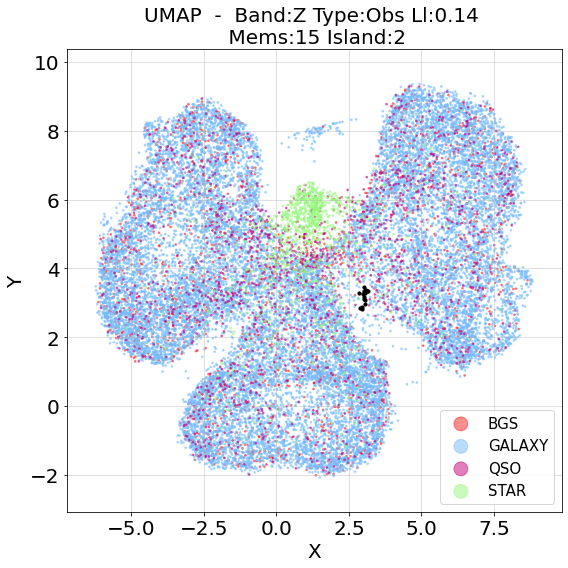 UMAP  -  Band:Z Type:Obs Ll:0.14
Mems:15 Island:2
10
8
6
4
2
0
−2
Y
−5.0 −2.5 0.0 2.5 5.0 7.5
X
BGS
GALAXY
QSO
STAR